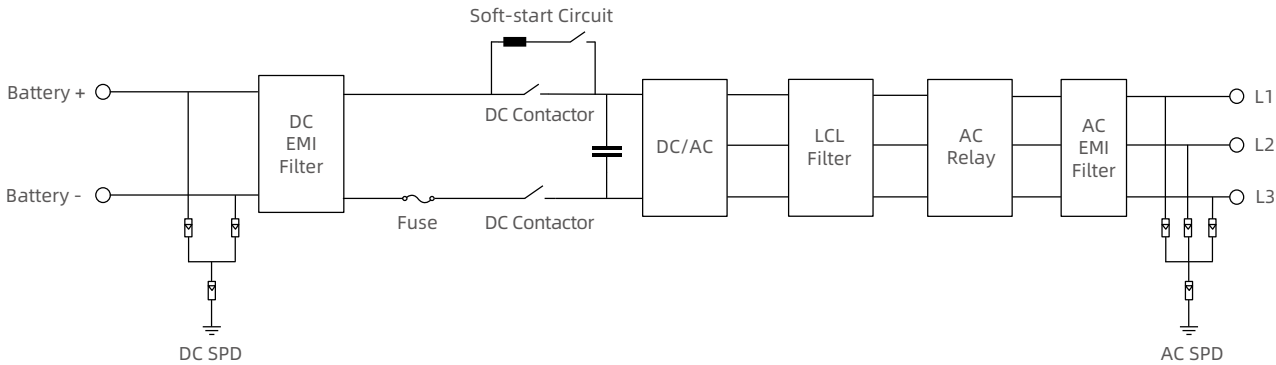 Soft-start Circuit
Battery +
DC
EMI
Filter
DC Contactor
DC/AC
LCL
Filter
AC
Relay
AC
EMI
Filter
L1
L2
L3
Battery -
Fuse
DC Contactor
DC SPD
AC SPD